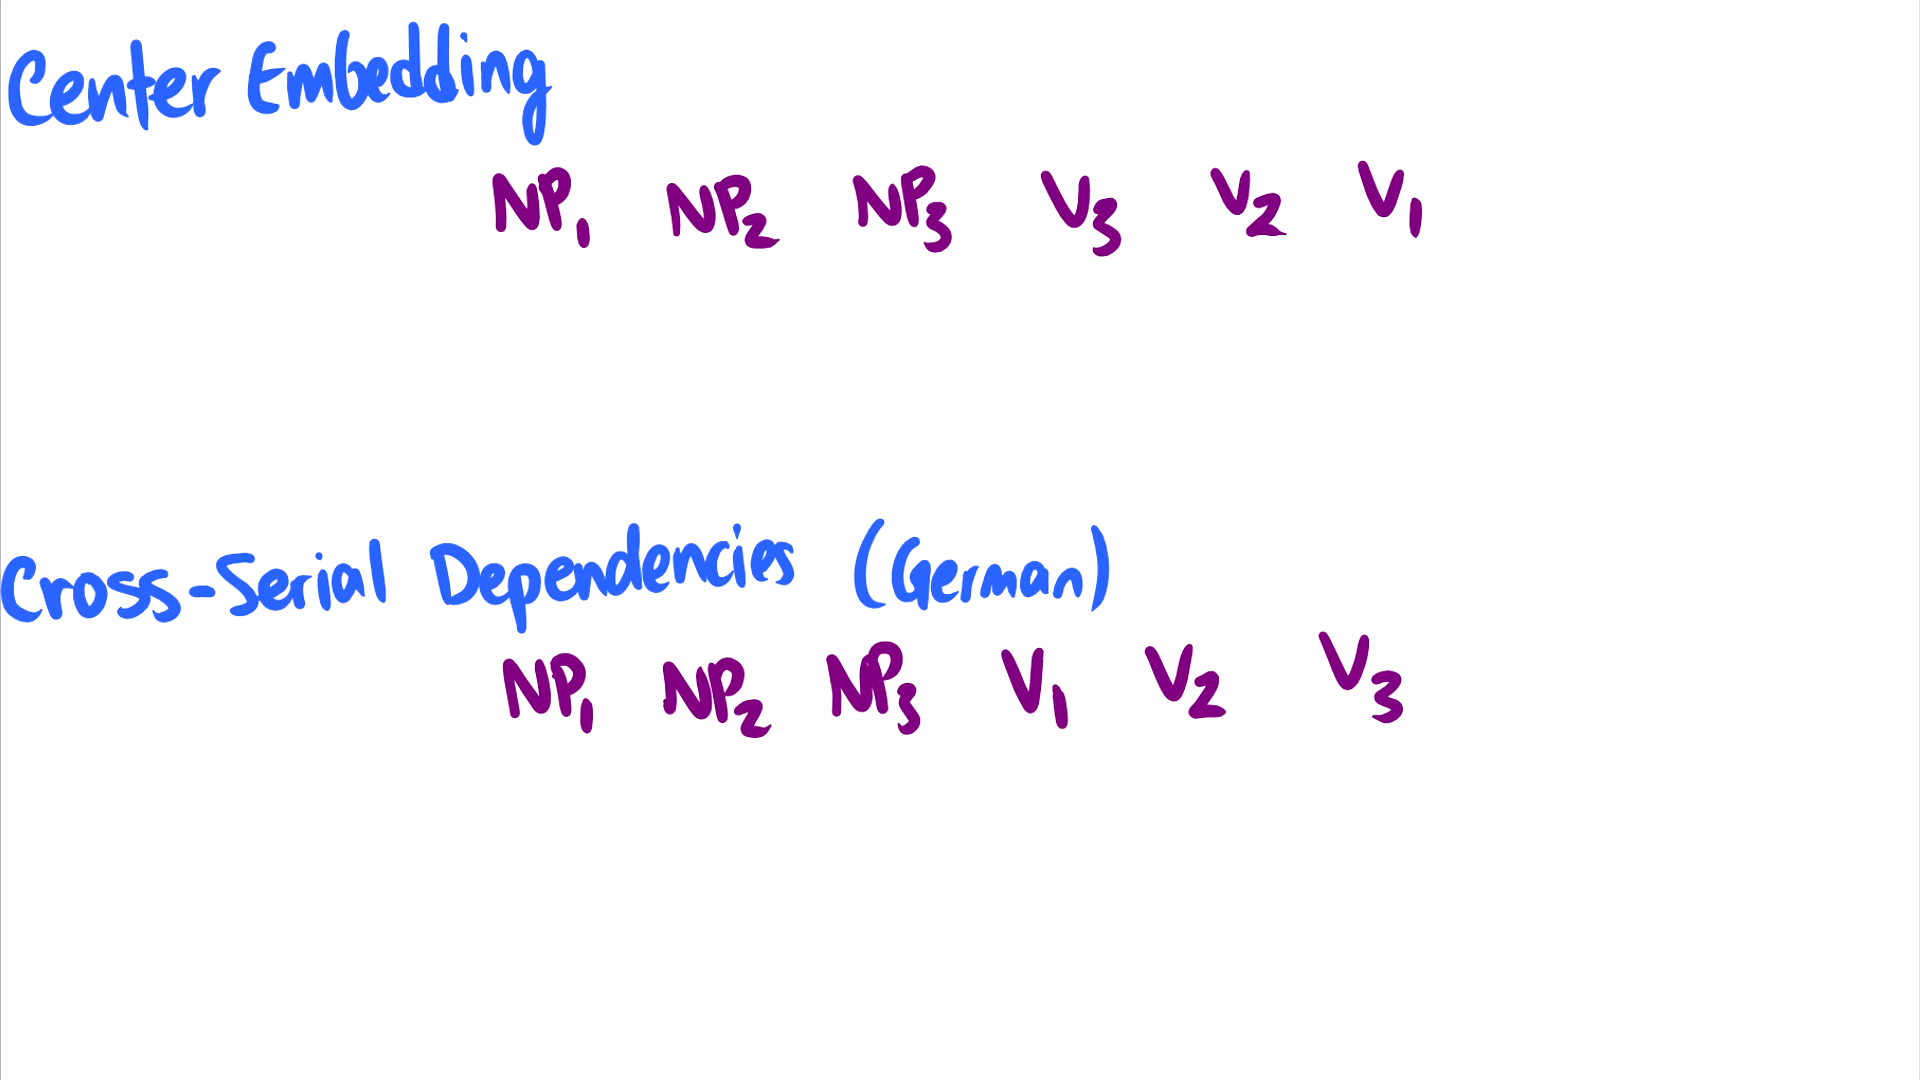 Center Embedding
NP₁ NP₂ NP₃ V₃ V₂ V₁
Cross-Serial Dependencies (German)
NP₁ NP₂ NP₃ V₁ V₂ V₃